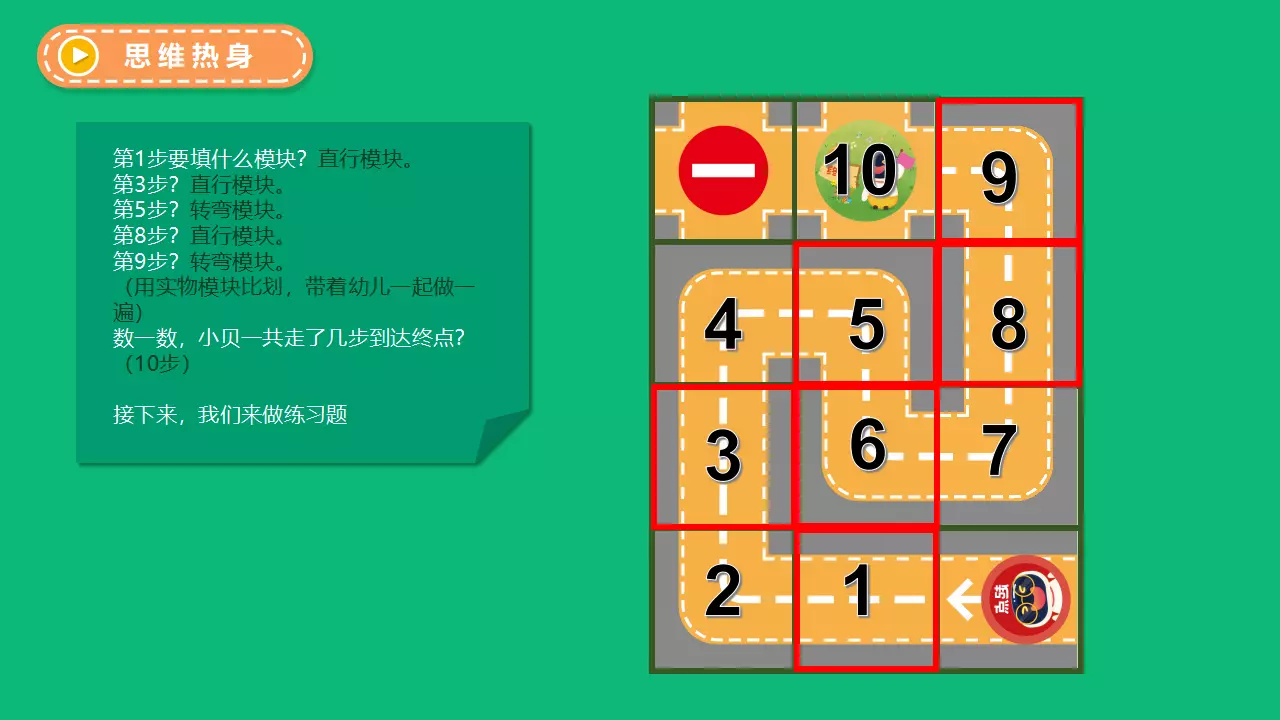 思维热身
第1步要填什么模块？直行模块。
第3步？直行模块。
第5步？转弯模块。
第8步？直行模块。
第9步？转弯模块。
（用实物模块比划，带着幼儿一起做一
遍）
数一数，小贝一共走了几步到达终点？
（10步）
接下来，我们来做练习题
10
9
4
5
8
3
6
7
2
1